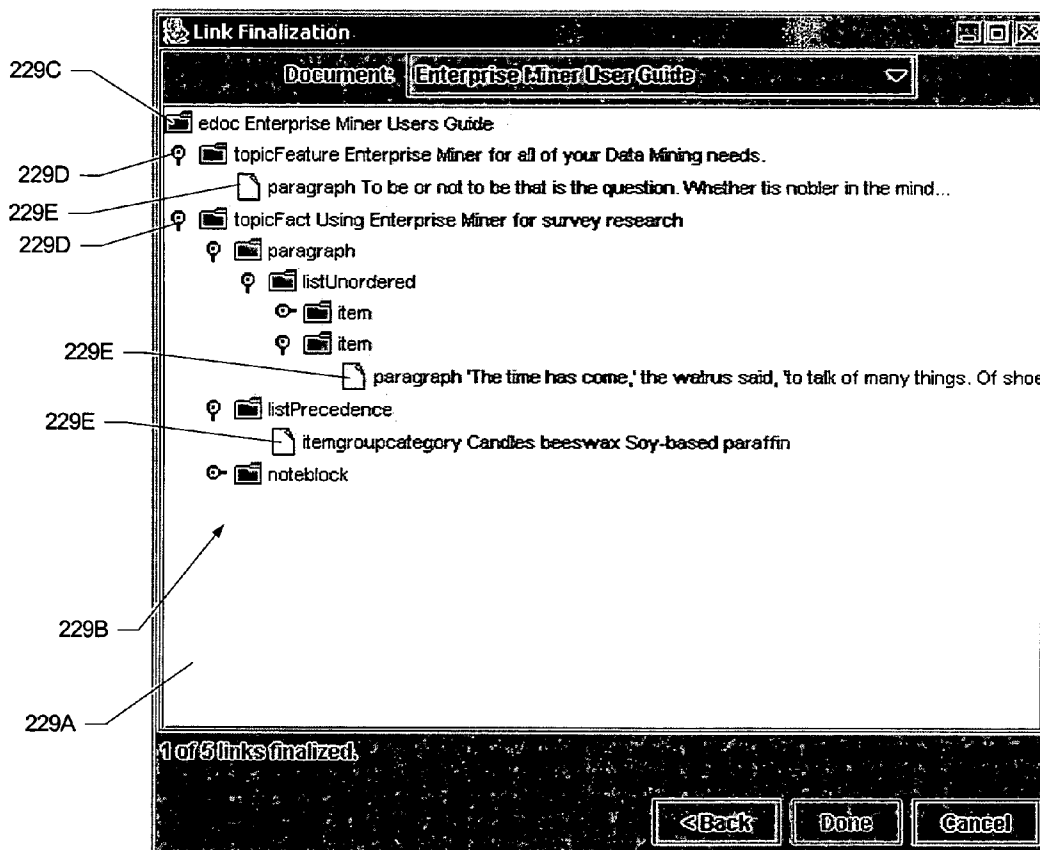 Link Finalization
229C
Document: Enterprise Miner User Guide
edoc Enterprise Miner Users Guide
229D topicFeature Enterprise Miner for all of your Data Mining needs.
229E paragraph To be or not to be that is the question. Whether tis nobler in the mind...
229D topicFact Using Enterprise Miner for survey research
paragraph
listUnordered
item
item
229E paragraph 'The time has come,' the walrus said, 'to talk of many things. Of shoe
listPrecedence
229E itemgroupcategory Candles beeswax Soy-based paraffin
noteblock
229B
229A
1 of 5 links finalized.
<Back Done Cancel